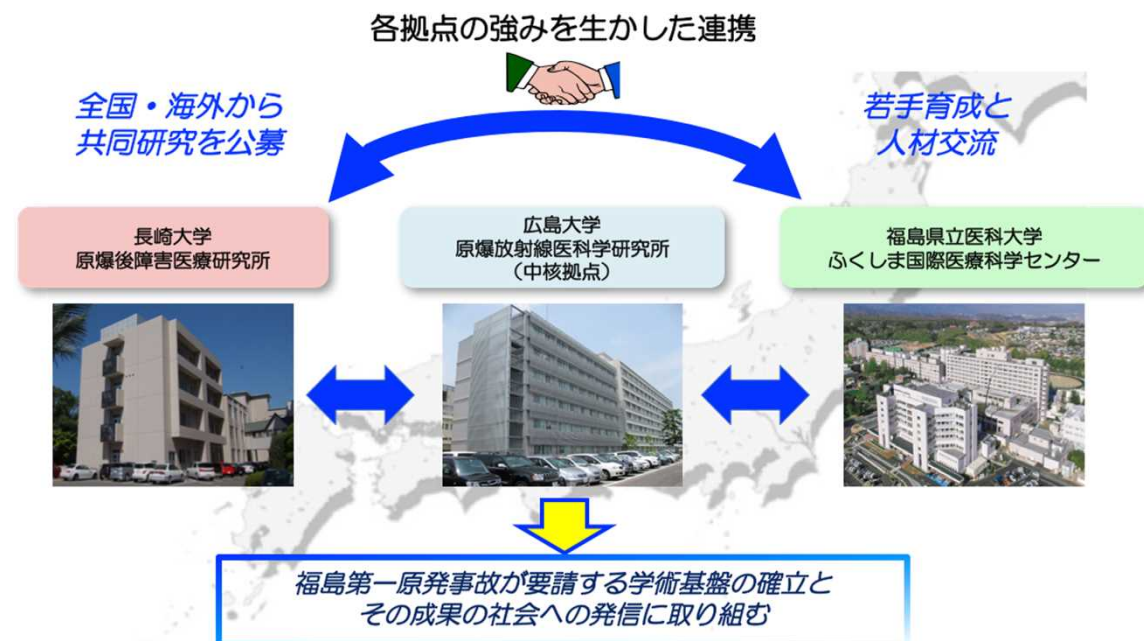 各拠点の強みを生かした連携
全国・海外から
共同研究を公募
若手育成と
人材交流
長崎大学
原爆後障害医療研究所
広島大学
原爆放射線医科学研究所
（中核拠点）
福島県立医科大学
ふくしま国際医療科学センター
福島第一原発事故が要請する学術基盤の確立と
その成果の社会への発信に取り組む